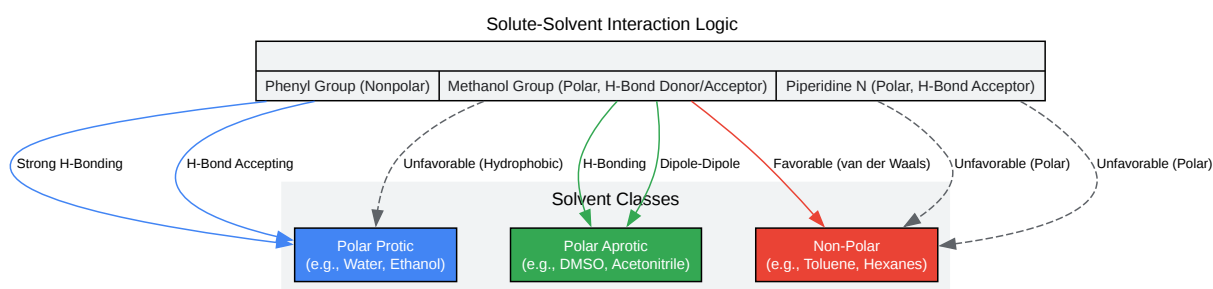 Solute-Solvent Interaction Logic
Phenyl Group (Nonpolar)
Methanol Group (Polar, H-Bond Donor/Acceptor)
Piperidine N (Polar, H-Bond Acceptor)
Strong H-Bonding
H-Bond Accepting
Unfavorable (Hydrophobic)
H-Bonding
Dipole-Dipole
Favorable (van der Waals)
Unfavorable (Polar)
Unfavorable (Polar)
Solvent Classes
Polar Protic
(e.g., Water, Ethanol)
Polar Aprotic
(e.g., DMSO, Acetonitrile)
Non-Polar
(e.g., Toluene, Hexanes)